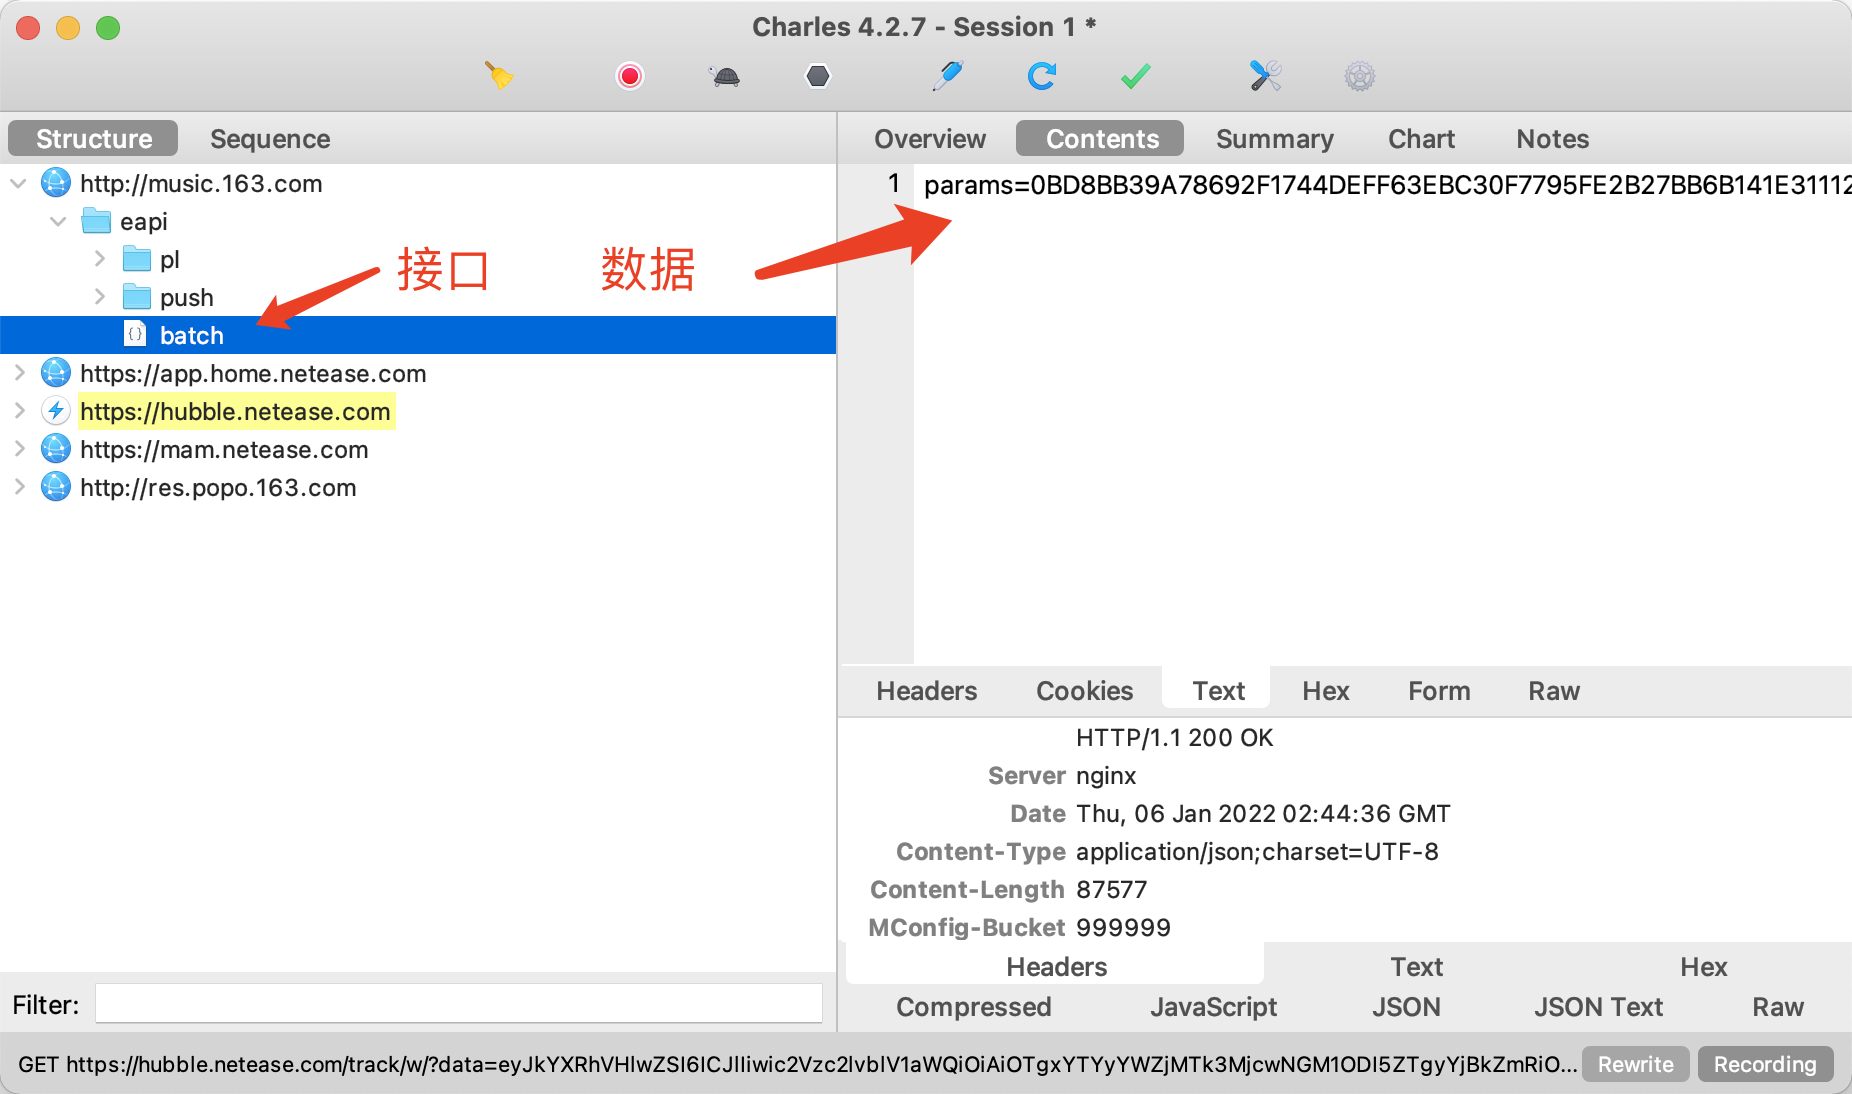 Charles 4.2.7 - Session 1 *
Structure Sequence
http://music.163.com
eapi
pl
push
batch
https://app.home.netease.com
https://hubble.netease.com
https://mam.netease.com
http://res.popo.163.com
接口
数据
Filter:
Overview Contents Summary Chart Notes
1 params=0BD8BB39A78692F1744DEFF63EBC30F7795FE2B27BB6B141E31112
Headers Cookies Text Hex Form Raw
HTTP/1.1 200 OK
Server nginx
Date Thu, 06 Jan 2022 02:44:36 GMT
Content-Type application/json;charset=UTF-8
Content-Length 87577
MConfig-Bucket 999999
Headers Text Hex
Compressed JavaScript JSON JSON Text Raw
GET https://hubble.netease.com/track/w/?data=eyJkYXRhVHlwZSI6ICJlIiwic2Vzc2lvblV1aWQiOiAiOTgxYTYyYWZjMTk3MjcwNGM1ODI5ZTgyYjBkZmRiO... Rewrite Recording